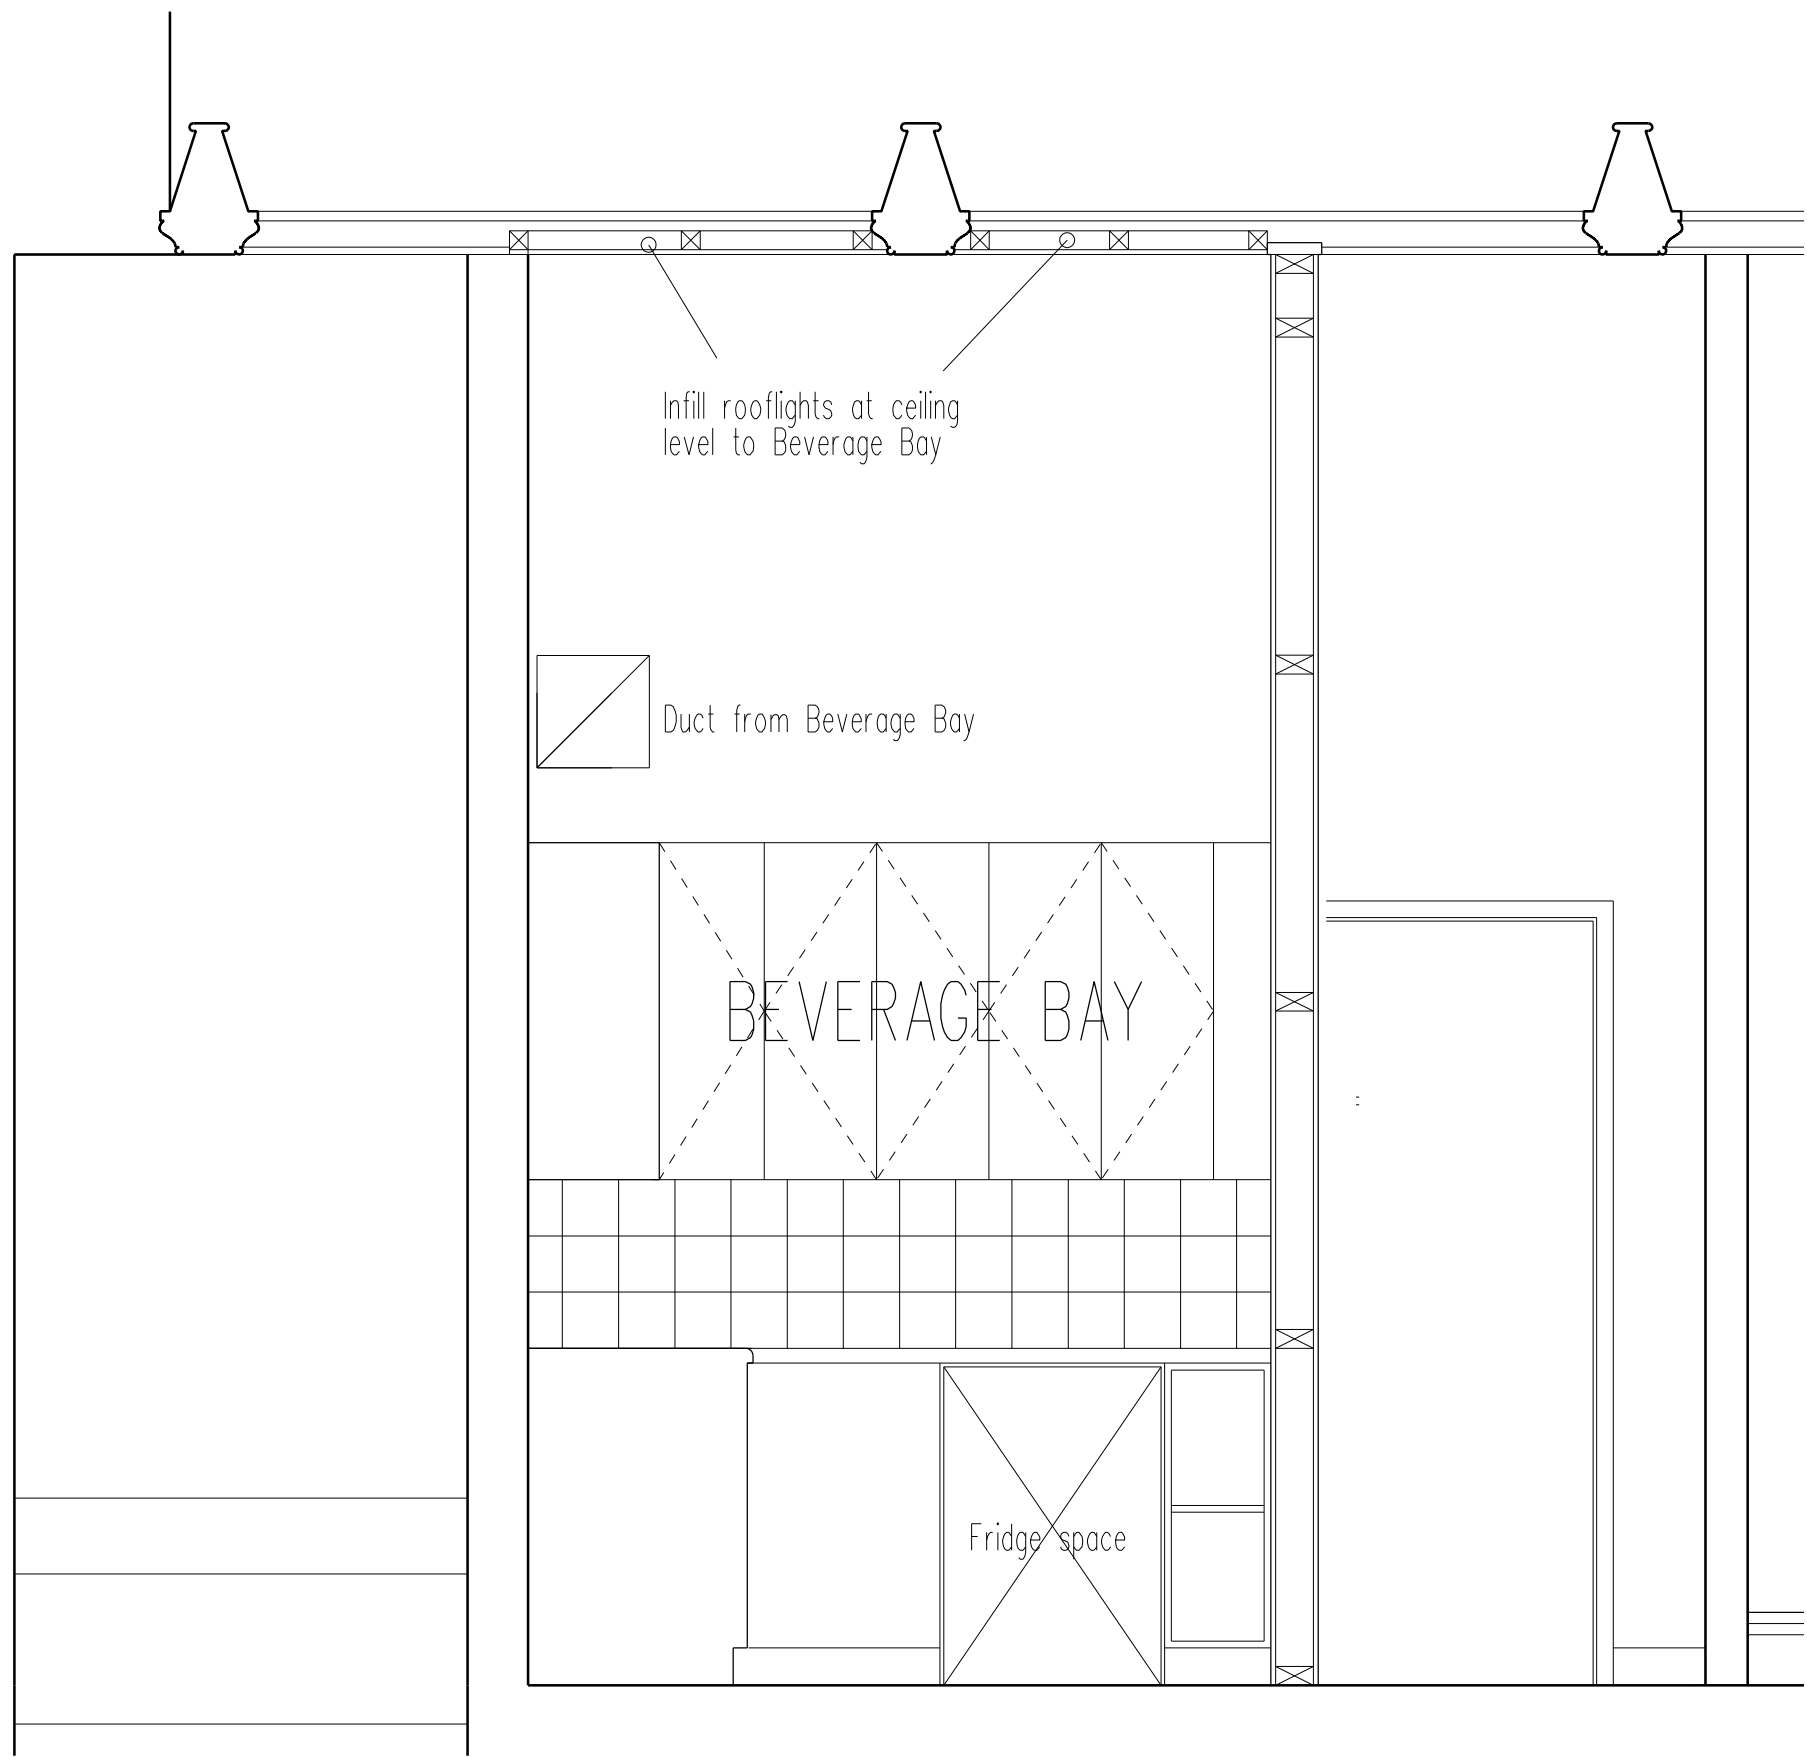 Infill rooflights at ceiling
level to Beverage Bay
Duct from Beverage Bay
BEVERAGE BAY
Fridge space